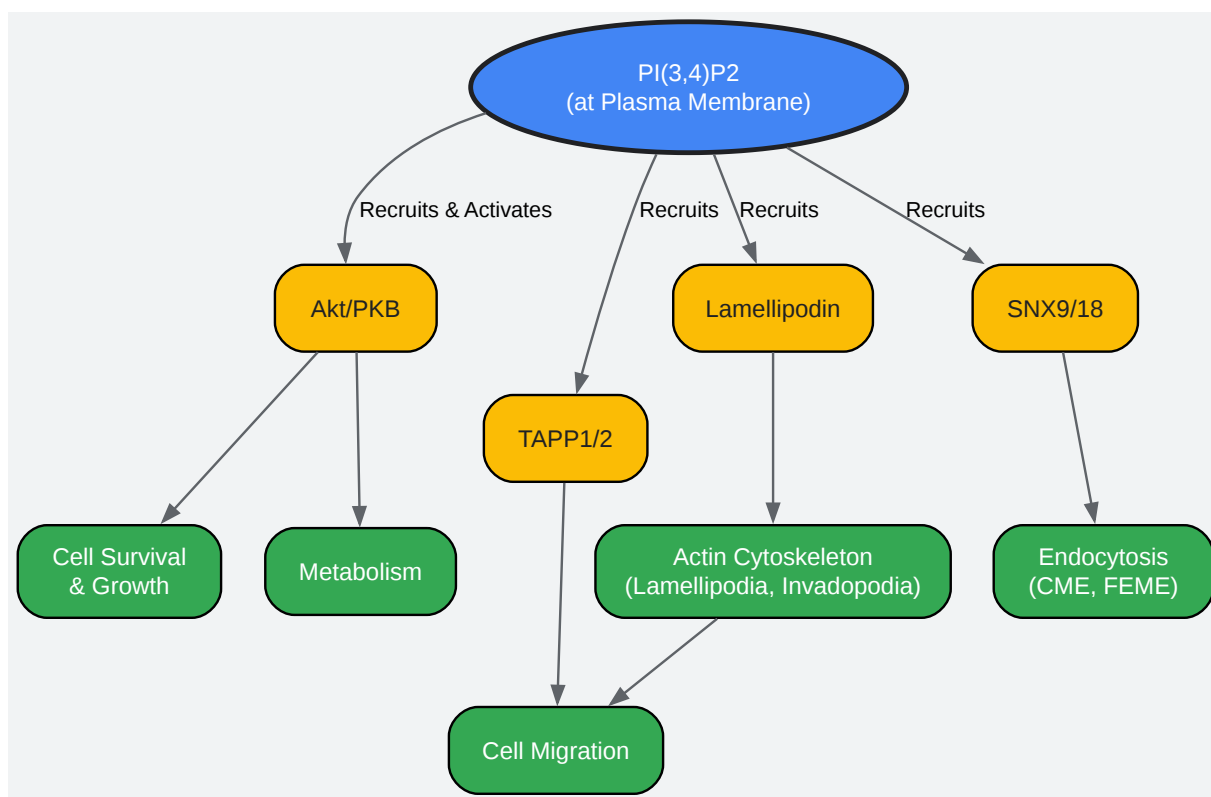 PI(3,4)P2
(at Plasma Membrane)
Recruits & Activates
Recruits
Recruits
Recruits
Akt/PKB
Lamellipodin
SNX9/18
TAPP1/2
Cell Survival
& Growth
Metabolism
Actin Cytoskeleton
(Lamellipodia, Invadopodia)
Endocytosis
(CME, FEME)
Cell Migration